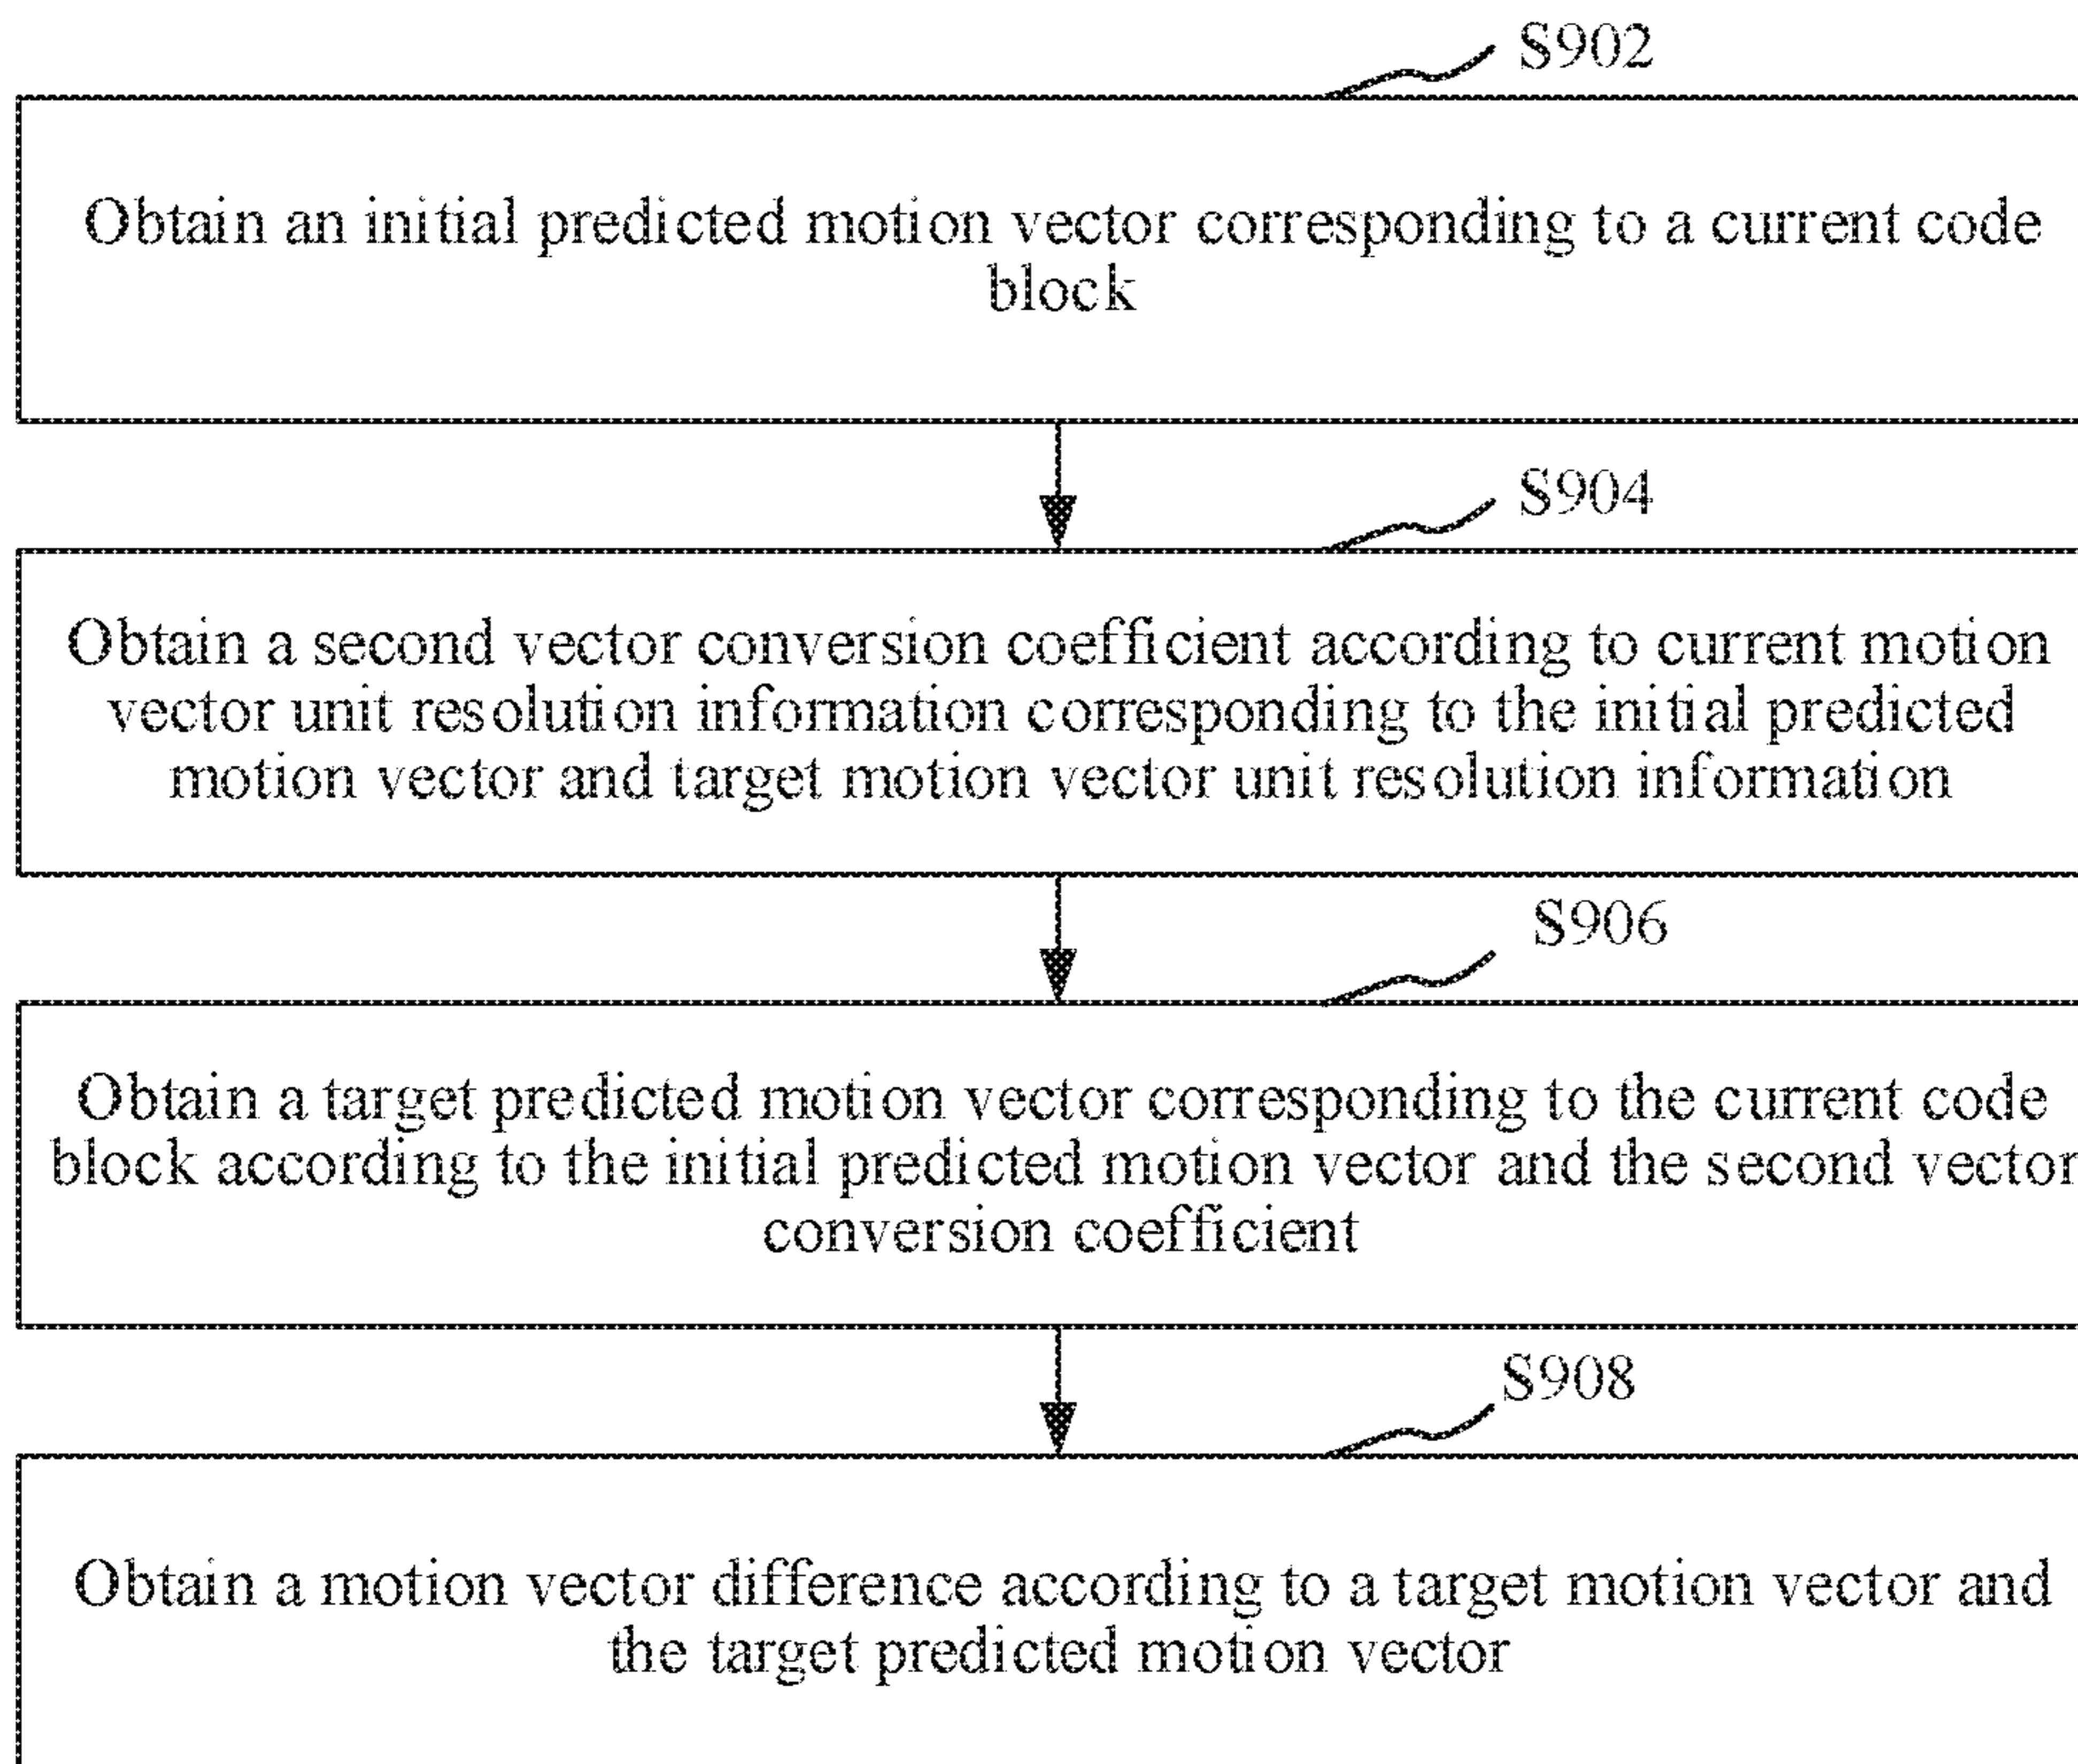 S902
Obtain an initial predicted motion vector corresponding to a current code
block
S904
Obtain a second vector conversion coefficient according to current motion
vector unit resolution information corresponding to the initial predicted
motion vector and target motion vector unit resolution information
S906
Obtain a target predicted motion vector corresponding to the current code
block according to the initial predicted motion vector and the second vector
conversion coefficient
S908
Obtain a motion vector difference according to a target motion vector and
the target predicted motion vector